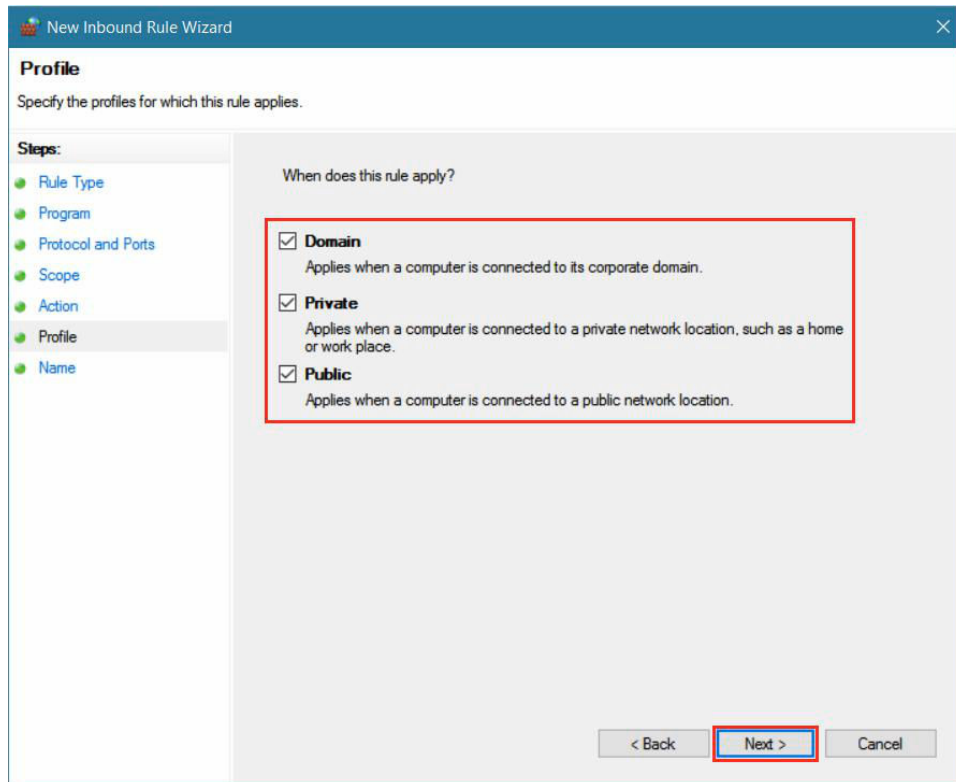 New Inbound Rule Wizard
Profile
Specify the profiles for which this rule applies.
Steps:
Rule Type
Program
Protocol and Ports
Scope
Action
Profile
Name
When does this rule apply?
Domain
Applies when a computer is connected to its corporate domain.
Private
Applies when a computer is connected to a private network location, such as a home
or work place.
Public
Applies when a computer is connected to a public network location.
< Back
Next >
Cancel